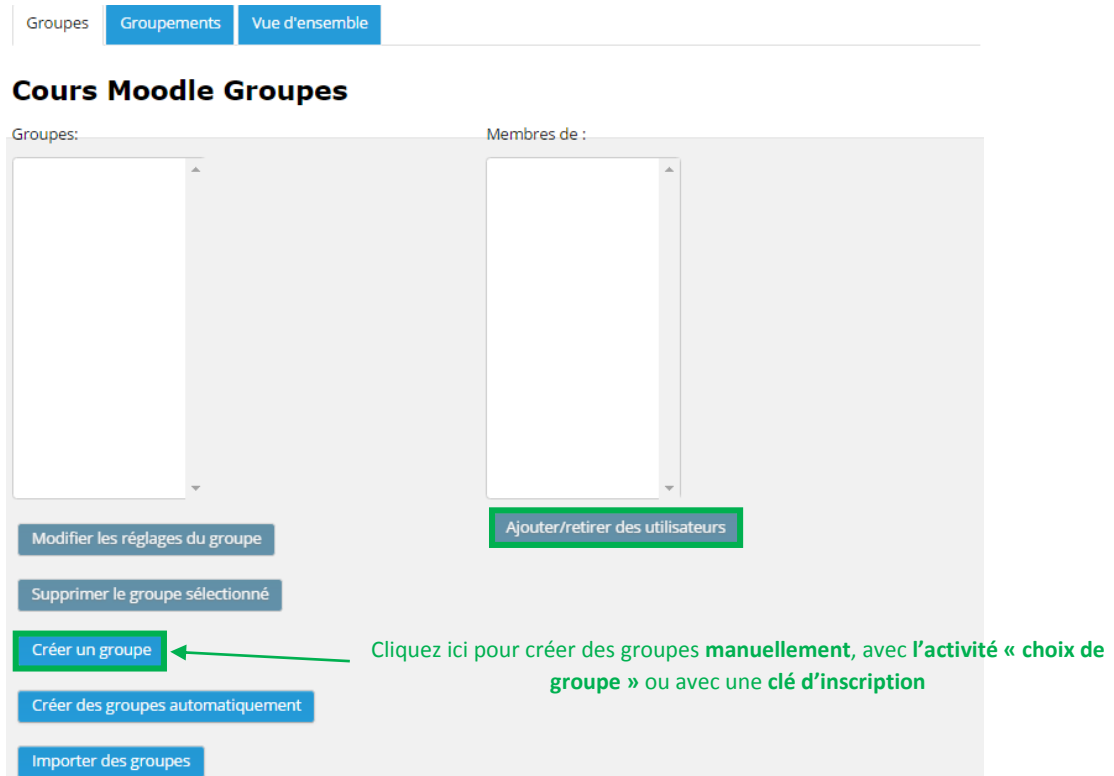 Groupes Groupements Vue d'ensemble
Cours Moodle Groupes
Groupes:
Membres de :
Ajouter/retirer des utilisateurs
Modifier les réglages du groupe
Supprimer le groupe sélectionné
Créer un groupe
Cliquez ici pour créer des groupes manuellement, avec l’activité « choix de
groupe » ou avec une clé d’inscription
Créer des groupes automatiquement
Importer des groupes